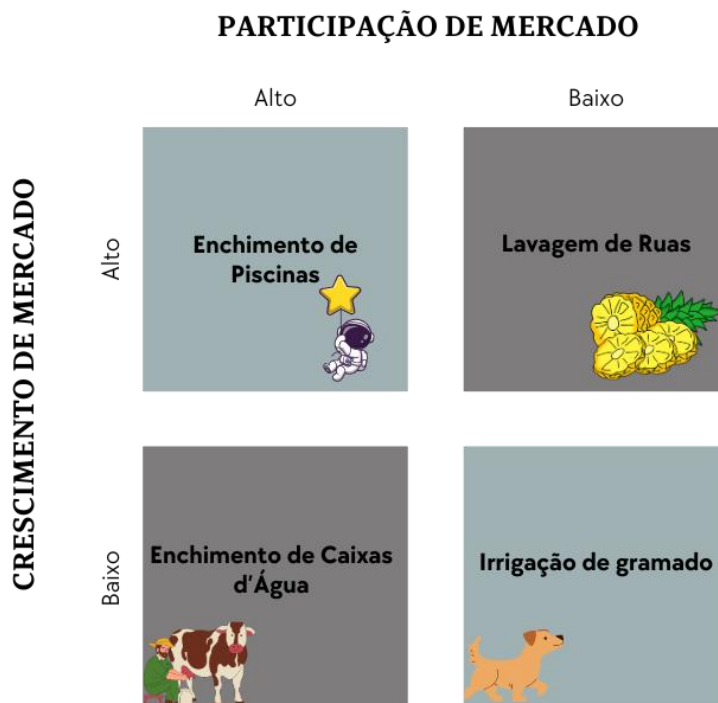 PARTICIPAÇÃO DE MERCADO
Alto
Baixo
CRESCIMENTO DE MERCADO
Alto
Enchimento de
Piscinas
Lavagem de Ruas
Baixo
Enchimento de Caixas
d'Água
Irrigação de gramado